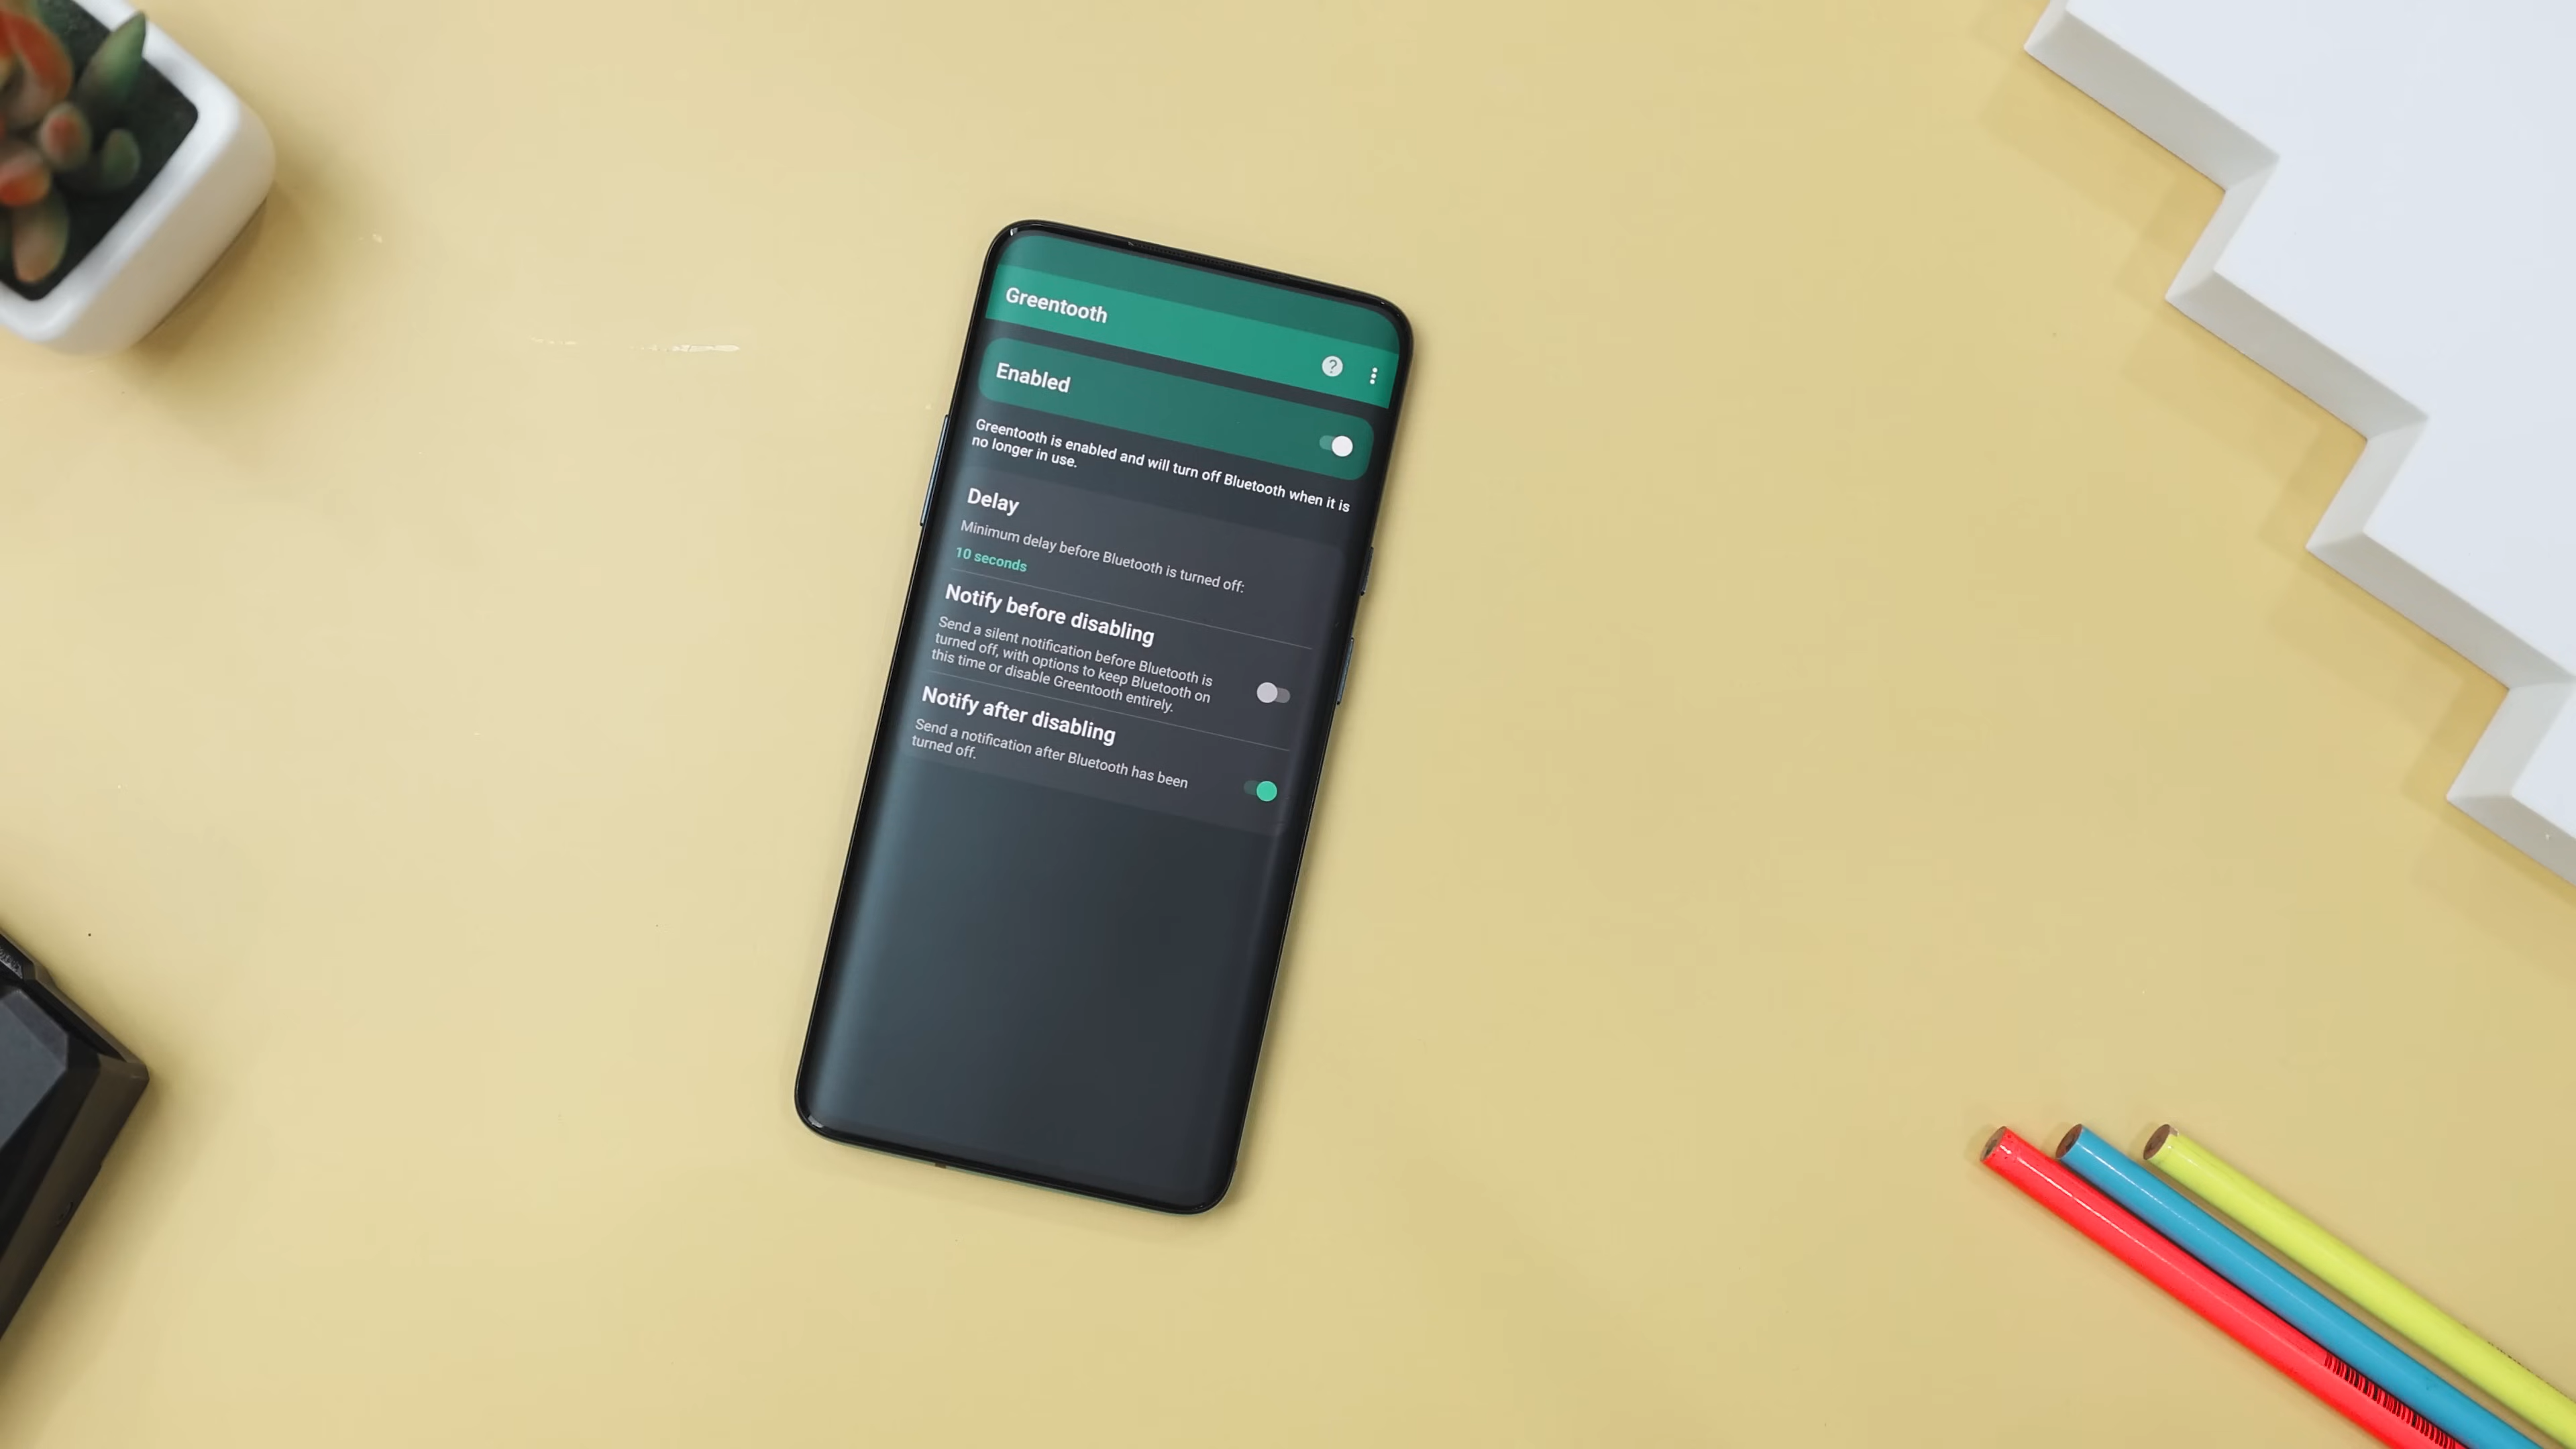 Greentooth
Enabled
Greentooth is enabled and will turn off Bluetooth when it is
no longer in use.
Delay
Minimum delay before Bluetooth is turned off:
10 seconds
Notify before disabling
Send a silent notification before Bluetooth is
turned off, with options to keep Bluetooth on
this time or disable Greentooth entirely.
Notify after disabling
Send a notification after Bluetooth has been
turned off.